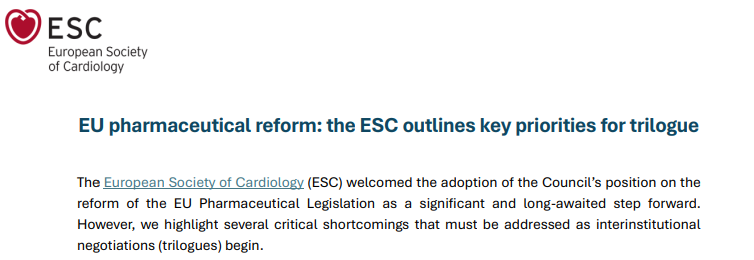 ESC
European Society
of Cardiology
EU pharmaceutical reform: the ESC outlines key priorities for trilogue
The European Society of Cardiology (ESC) welcomed the adoption of the Council's position on the
reform of the EU Pharmaceutical Legislation as a significant and long-awaited step forward.
However, we highlight several critical shortcomings that must be addressed as interinstitutional
negotiations (trilogues) begin.